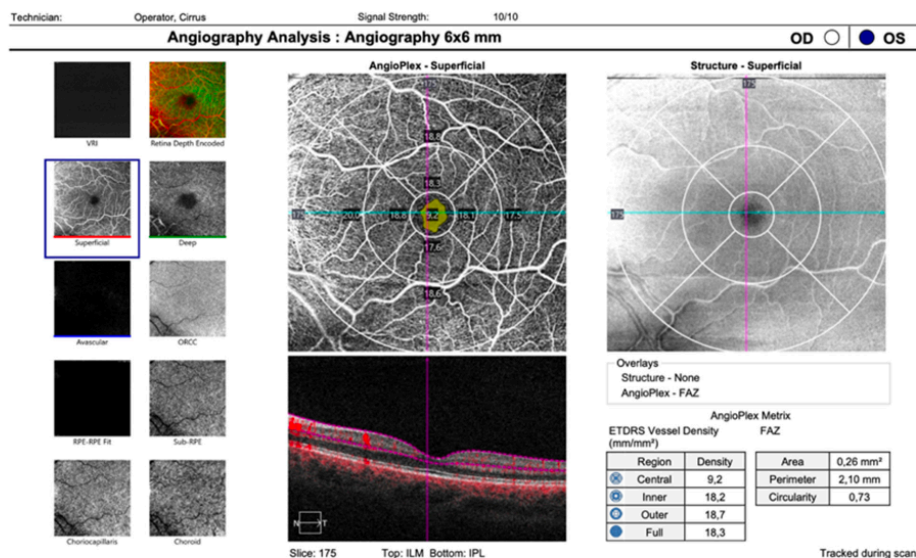 Technician: Operator, Cirrus Signal Strength: 10/10
Angiography Analysis : Angiography 6x6 mm OD OS
VRI
Retina Depth Encoded
Superficial
Deep
Avascular
ORCC
RPE-RPE Fit
Sub-RPE
Choriocapillaris
Choroid
AngioPlex - Superficial
175
18.8
18.3
175 20.0 18.8 9.2 18.1 17.5
17.6
18.6
N T
Slice: 175 Top: ILM Bottom: IPL
Structure - Superficial
175
175
Overlays
Structure - None
AngioPlex - FAZ
AngioPlex Metrix
ETDRS Vessel Density
(mm/mm²)
Region Density
Central 9,2
Inner 18,2
Outer 18,7
Full 18,3
FAZ
Area 0,26 mm²
Perimeter 2,10 mm
Circularity 0,73
Tracked during scan